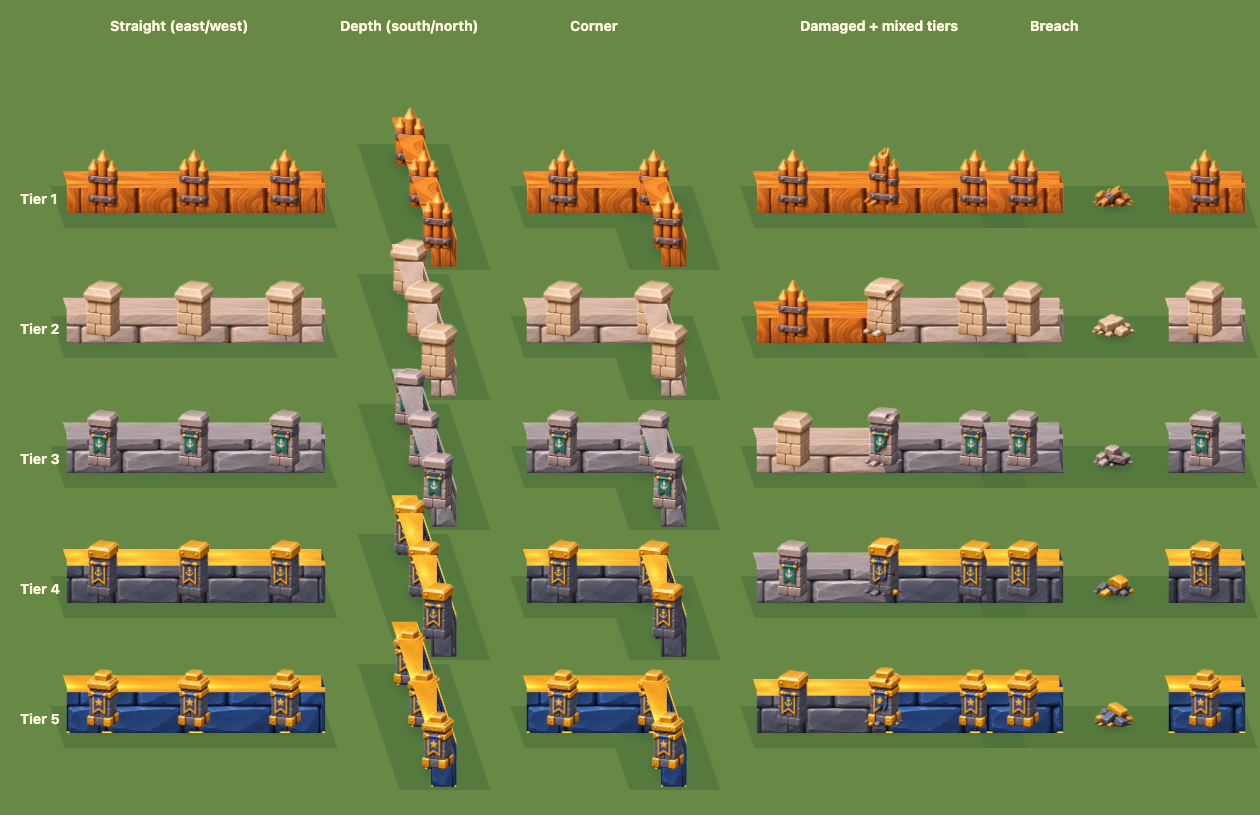 Straight (east/west) Depth (south/north) Corner Damaged + mixed tiers Breach
Tier 1
Tier 2
Tier 3
Tier 4
Tier 5